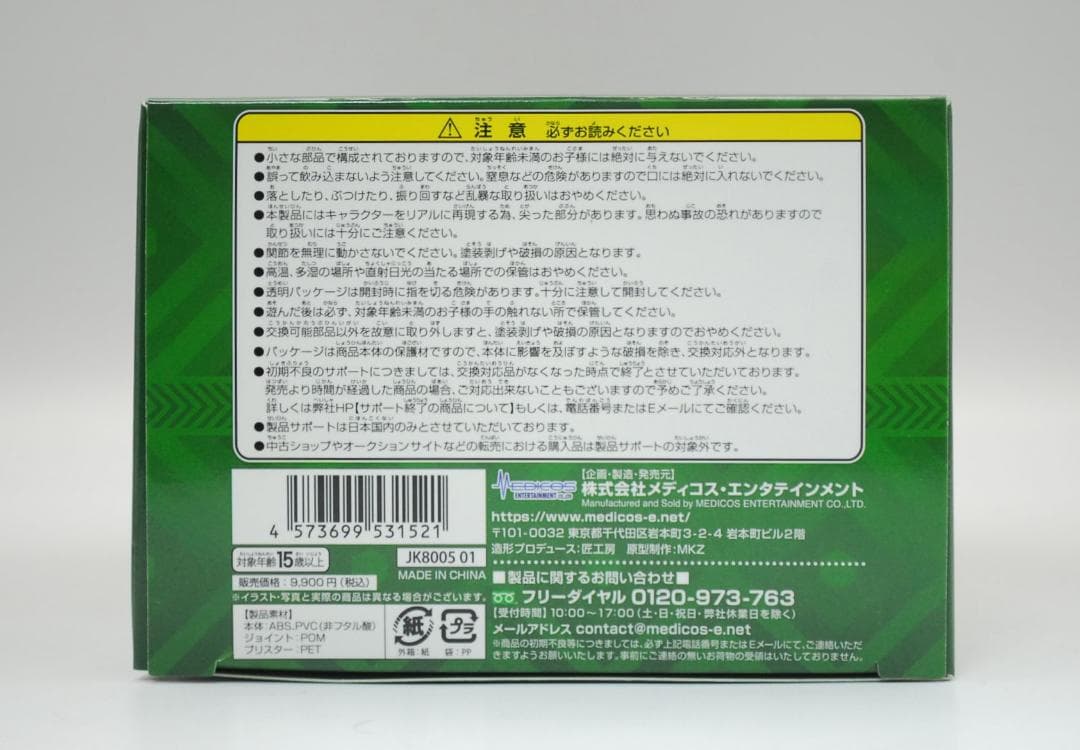 ⚠ 注意 必ずお読みください
●小さな部品で構成されておりますので、対象年齢未満のお子様には絶対に与えないでください。
●誤って飲み込まないよう注意してください。窒息などの危険がありますので口には絶対に入れないでください。
●落としたり、ぶつけたり、振り回すなど乱暴な取り扱いはおやめください。
●本製品にはキャラクターをリアルに再現する為、尖った部分があります。思わぬ事故の恐れがありますので
取り扱いには十分にご注意ください。
●関節を無理に動かさないでください。塗装剥げや破損の原因となります。
●高温、多湿の場所や直射日光の当たる場所での保管はおやめください。
●透明パッケージは開封時に指を切る危険があります。十分に注意して開封してください。
●遊んだ後は必ず、対象年齢未満のお子様の手の触れない所で保管してください。
●交換可能部品以外を故意に取り外しますと、塗装剥げや破損の原因となりますのでおやめください。
●パッケージは商品本体の保護材ですので、本体に影響を及ぼすような破損を除き、交換対応外となります。
●初期不良のサポートにつきましては、交換対応品がなくなった時点で終了とさせていただいております。
発売より時間が経過した商品の場合、ご対応出来ないこともございますので予めご了承ください。
詳しくは弊社HP【サポート終了の商品について】もしくは、電話番号またはEメールにてご確認ください。
●製品サポートは日本国内のみとさせていただいております。
●中古ショップやオークションサイトなどの転売における購入品は製品サポートの対象外です。
4 573699 531521
対象年齢15歳以上
JK8005 01
MADE IN CHINA
販売価格：9,900円（税込）
※イラスト・写真と実際の商品は異なる場合がございます。
【製品素材】
本体：ABS、PVC（非フタル酸）
ジョイント：POM
ブリスター：PET
紙
外箱：紙
プラ
袋：PP
MEDICOS
ENTERTAINMENT
【企画・製造・発売元】
株式会社メディコス・エンタテインメント
Manufactured and Sold by MEDICOS ENTERTAINMENT CO.,LTD.
https://www.medicos-e.net/
〒101-0032 東京都千代田区岩本町3-2-4 岩本町ビル2階
造形プロデュース：匠工房 原型制作：MKZ
■製品に関するお問い合わせ■
フリーダイヤル 0120-973-763
【受付時間】10:00〜17:00（土・日・祝日・弊社休業日を除く）
メールアドレス contact@medicos-e.net
※商品の初期不良等につきましては、必ず上記電話番号またはEメールにて、ご連絡いただ
きますようお願いいたします。事前にご連絡の無いお荷物の受領はいたしておりません。